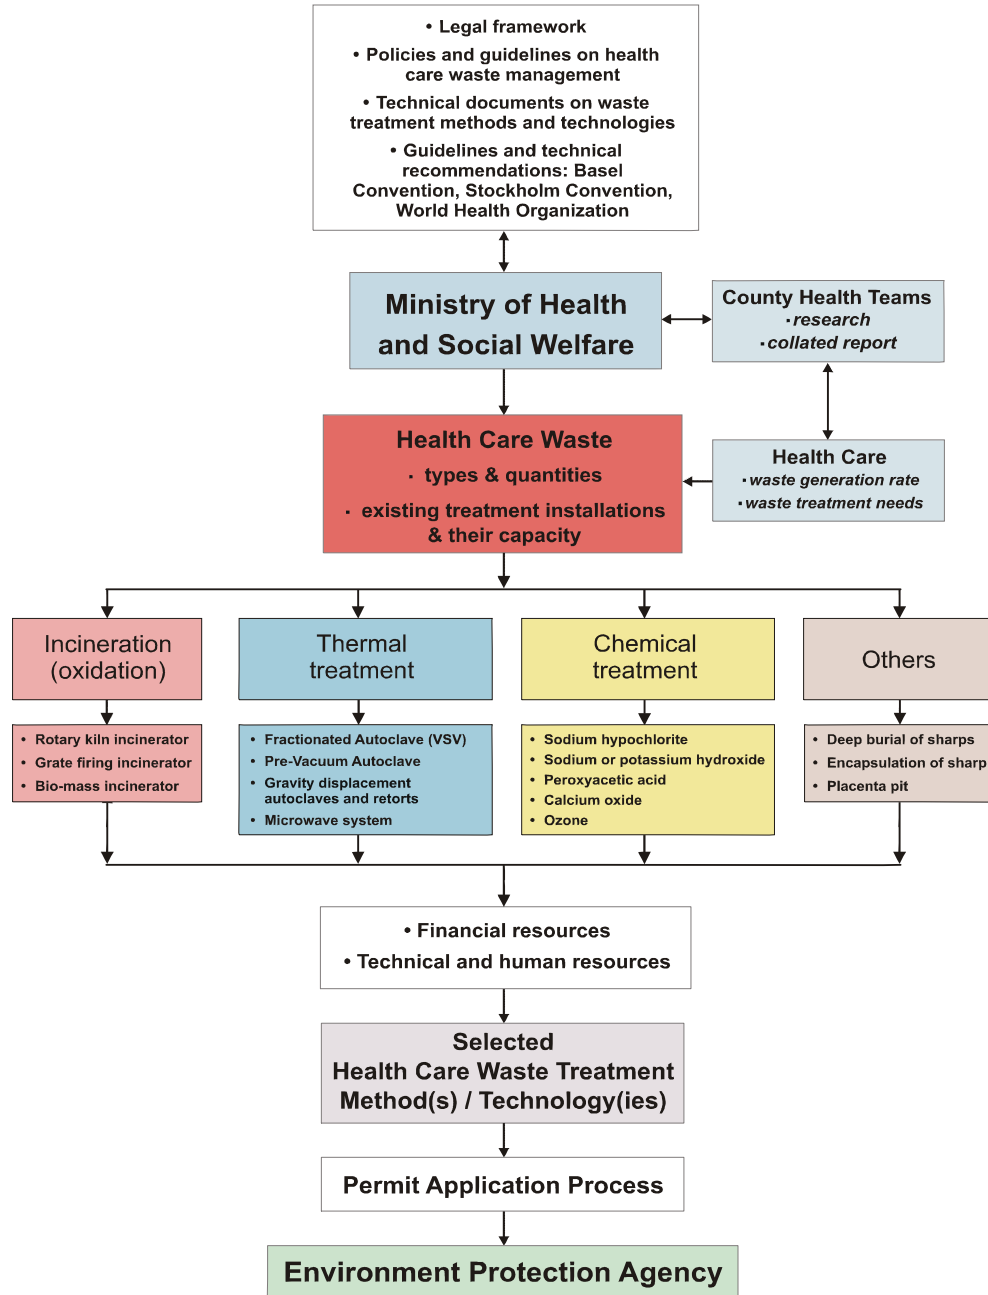 • Legal framework
• Policies and guidelines on health
care waste management
• Technical documents on waste
treatment methods and technologies
• Guidelines and technical
recommendations: Basel
Convention, Stockholm Convention,
World Health Organization
Ministry of Health
and Social Welfare
County Health Teams
▪ research
▪ collated report
Health Care Waste
▪ types & quantities
▪ existing treatment installations
& their capacity
Health Care
▪ waste generation rate
▪ waste treatment needs
Incineration
(oxidation)
Thermal
treatment
Chemical
treatment
Others
• Rotary kiln incinerator
• Grate firing incinerator
• Bio-mass incinerator
• Fractionated Autoclave (VSV)
• Pre-Vacuum Autoclave
• Gravity displacement
autoclaves and retorts
• Microwave system
• Sodium hypochlorite
• Sodium or potassium hydroxide
• Peroxyacetic acid
• Calcium oxide
• Ozone
• Deep burial of sharps
• Encapsulation of sharp
• Placenta pit
• Financial resources
• Technical and human resources
Selected
Health Care Waste Treatment
Method(s) / Technology(ies)
Permit Application Process
Environment Protection Agency